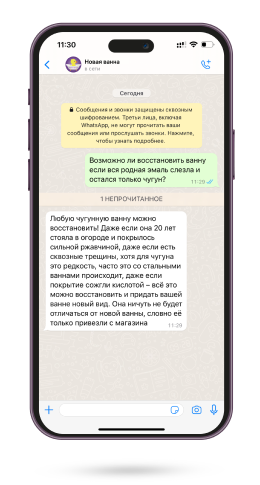 11:30
Новая ванна
в сети
Сегодня
Сообщения и звонки защищены сквозным
шифрованием. Третьи лица, включая
WhatsApp, не могут прочитать ваши
сообщения или прослушать звонки. Нажмите,
чтобы узнать подробнее.
Возможно ли восстановить ванну
если вся родная эмаль слезла и
остался только чугун?
11:29
1 НЕПРОЧИТАННОЕ
Любую чугунную ванну можно
восстановить! Даже если она 20 лет
стояла в огороде и покрылось
сильной ржавчиной, даже если есть
сквозные трещины, хотя для чугуна
это редкость, часто это со стальными
ваннами происходит, даже если
покрытие сожгли кислотой – всё это
можно восстановить и придать вашей
ванне новый вид. Она ничуть не будет
отличаться от новой ванны, словно её
только привезли с магазина
11:29